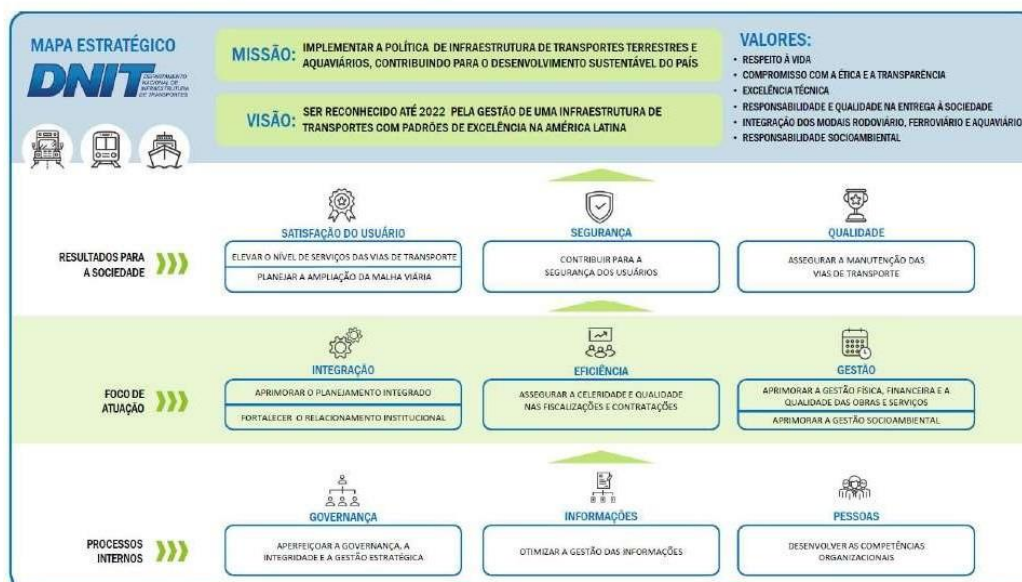 MAPA ESTRATÉGICO
DNIT
DEPARTAMENTO
NACIONAL DE
INFRAESTRUTURA
DE TRANSPORTES
MISSÃO: IMPLEMENTAR A POLÍTICA DE INFRAESTRUTURA DE TRANSPORTES TERRESTRES E
AQUAVIÁRIOS, CONTRIBUINDO PARA O DESENVOLVIMENTO SUSTENTÁVEL DO PAÍS
VISÃO: SER RECONHECIDO ATÉ 2022 PELA GESTÃO DE UMA INFRAESTRUTURA DE
TRANSPORTES COM PADRÕES DE EXCELÊNCIA NA AMÉRICA LATINA
VALORES:
• RESPEITO À VIDA
• COMPROMISSO COM A ÉTICA E A TRANSPARÊNCIA
• EXCELÊNCIA TÉCNICA
• RESPONSABILIDADE E QUALIDADE NA ENTREGA À SOCIEDADE
• INTEGRAÇÃO DOS MODAIS RODOVIÁRIO, FERROVIÁRIO E AQUAVIÁRIO
• RESPONSABILIDADE SOCIOAMBIENTAL
RESULTADOS PARA
A SOCIEDADE
SATISFAÇÃO DO USUÁRIO
ELEVAR O NÍVEL DE SERVIÇOS DAS VIAS DE TRANSPORTE
PLANEJAR A AMPLIAÇÃO DA MALHA VIÁRIA
SEGURANÇA
CONTRIBUIR PARA A
SEGURANÇA DOS USUÁRIOS
QUALIDADE
ASSEGURAR A MANUTENÇÃO DAS
VIAS DE TRANSPORTE
FOCO DE
ATUAÇÃO
INTEGRAÇÃO
APRIMORAR O PLANEJAMENTO INTEGRADO
FORTALECER O RELACIONAMENTO INSTITUCIONAL
EFICIÊNCIA
ASSEGURAR A CELERIDADE E QUALIDADE
NAS FISCALIZAÇÕES E CONTRATAÇÕES
GESTÃO
APRIMORAR A GESTÃO FÍSICA, FINANCEIRA E A
QUALIDADE DAS OBRAS E SERVIÇOS
APRIMORAR A GESTÃO SOCIOAMBIENTAL
PROCESSOS
INTERNOS
GOVERNANÇA
APERFEIÇOAR A GOVERNANÇA, A
INTEGRIDADE E A GESTÃO ESTRATÉGICA
INFORMAÇÕES
OTIMIZAR A GESTÃO DAS INFORMAÇÕES
PESSOAS
DESENVOLVER AS COMPETÊNCIAS
ORGANIZACIONAIS